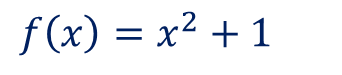 f(x) = x² + 1